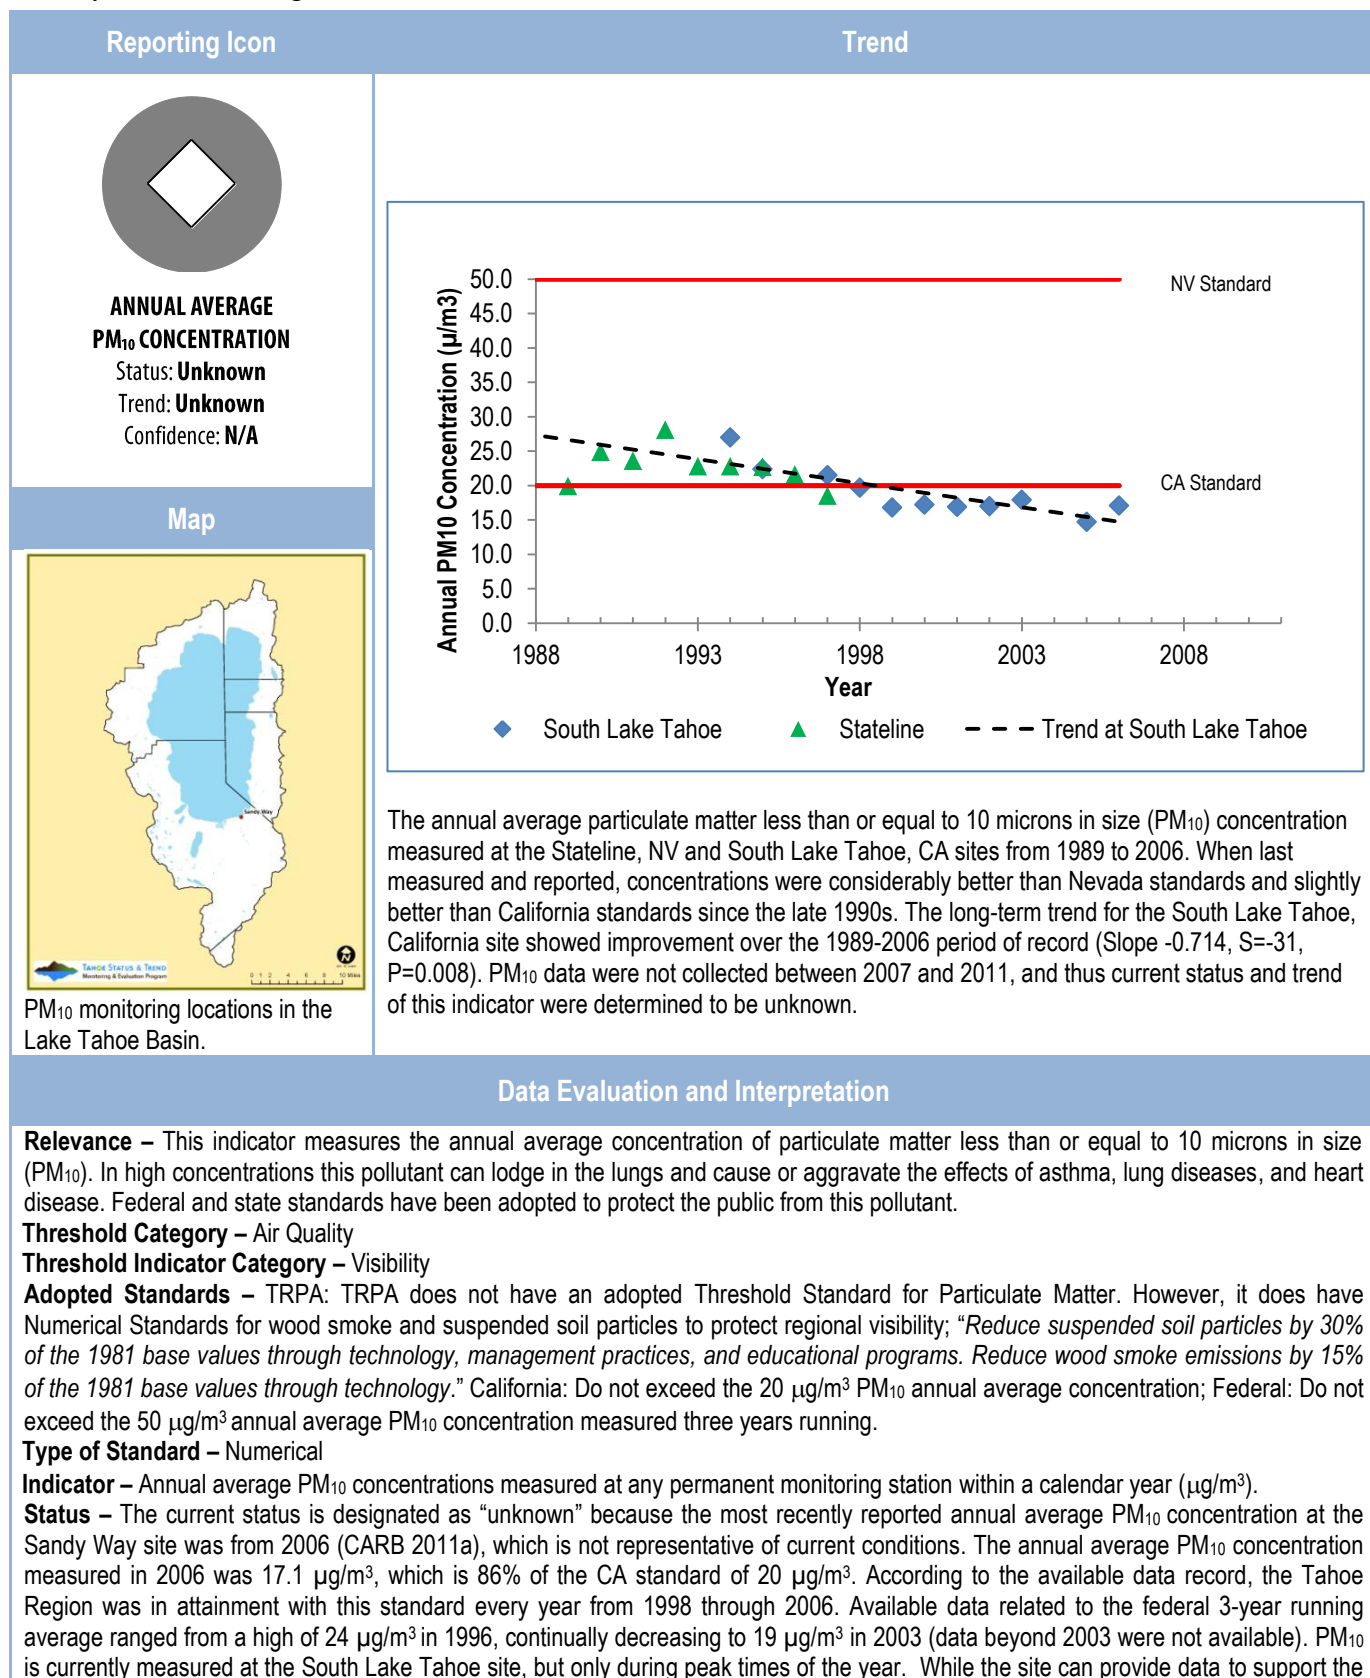 Reporting Icon
Trend
ANNUAL AVERAGE
PM₁₀ CONCENTRATION
Status: Unknown
Trend: Unknown
Confidence: N/A
Map
Sandy Way
TAHOE STATUS & TREND
Monitoring & Evaluation Program
N
0 1 2 4 6 8 10 Miles
PM₁₀ monitoring locations in the
Lake Tahoe Basin.
Annual PM10 Concentration (µ/m3)
50.0
45.0
40.0
35.0
30.0
25.0
20.0
15.0
10.0
5.0
0.0
NV Standard
CA Standard
1988 1993 1998 2003 2008
Year
South Lake Tahoe Stateline Trend at South Lake Tahoe
The annual average particulate matter less than or equal to 10 microns in size (PM₁₀) concentration
measured at the Stateline, NV and South Lake Tahoe, CA sites from 1989 to 2006. When last
measured and reported, concentrations were considerably better than Nevada standards and slightly
better than California standards since the late 1990s. The long-term trend for the South Lake Tahoe,
California site showed improvement over the 1989-2006 period of record (Slope -0.714, S=-31,
P=0.008). PM₁₀ data were not collected between 2007 and 2011, and thus current status and trend
of this indicator were determined to be unknown.
Data Evaluation and Interpretation
Relevance – This indicator measures the annual average concentration of particulate matter less than or equal to 10 microns in size
(PM₁₀). In high concentrations this pollutant can lodge in the lungs and cause or aggravate the effects of asthma, lung diseases, and heart
disease. Federal and state standards have been adopted to protect the public from this pollutant.
Threshold Category – Air Quality
Threshold Indicator Category – Visibility
Adopted Standards – TRPA: TRPA does not have an adopted Threshold Standard for Particulate Matter. However, it does have
Numerical Standards for wood smoke and suspended soil particles to protect regional visibility; “Reduce suspended soil particles by 30%
of the 1981 base values through technology, management practices, and educational programs. Reduce wood smoke emissions by 15%
of the 1981 base values through technology.” California: Do not exceed the 20 µg/m³ PM₁₀ annual average concentration; Federal: Do not
exceed the 50 µg/m³ annual average PM₁₀ concentration measured three years running.
Type of Standard – Numerical
Indicator – Annual average PM₁₀ concentrations measured at any permanent monitoring station within a calendar year (µg/m³).
Status – The current status is designated as “unknown” because the most recently reported annual average PM₁₀ concentration at the
Sandy Way site was from 2006 (CARB 2011a), which is not representative of current conditions. The annual average PM₁₀ concentration
measured in 2006 was 17.1 µg/m³, which is 86% of the CA standard of 20 µg/m³. According to the available data record, the Tahoe
Region was in attainment with this standard every year from 1998 through 2006. Available data related to the federal 3-year running
average ranged from a high of 24 µg/m³ in 1996, continually decreasing to 19 µg/m³ in 2003 (data beyond 2003 were not available). PM₁₀
is currently measured at the South Lake Tahoe site, but only during peak times of the year. While the site can provide data to support the